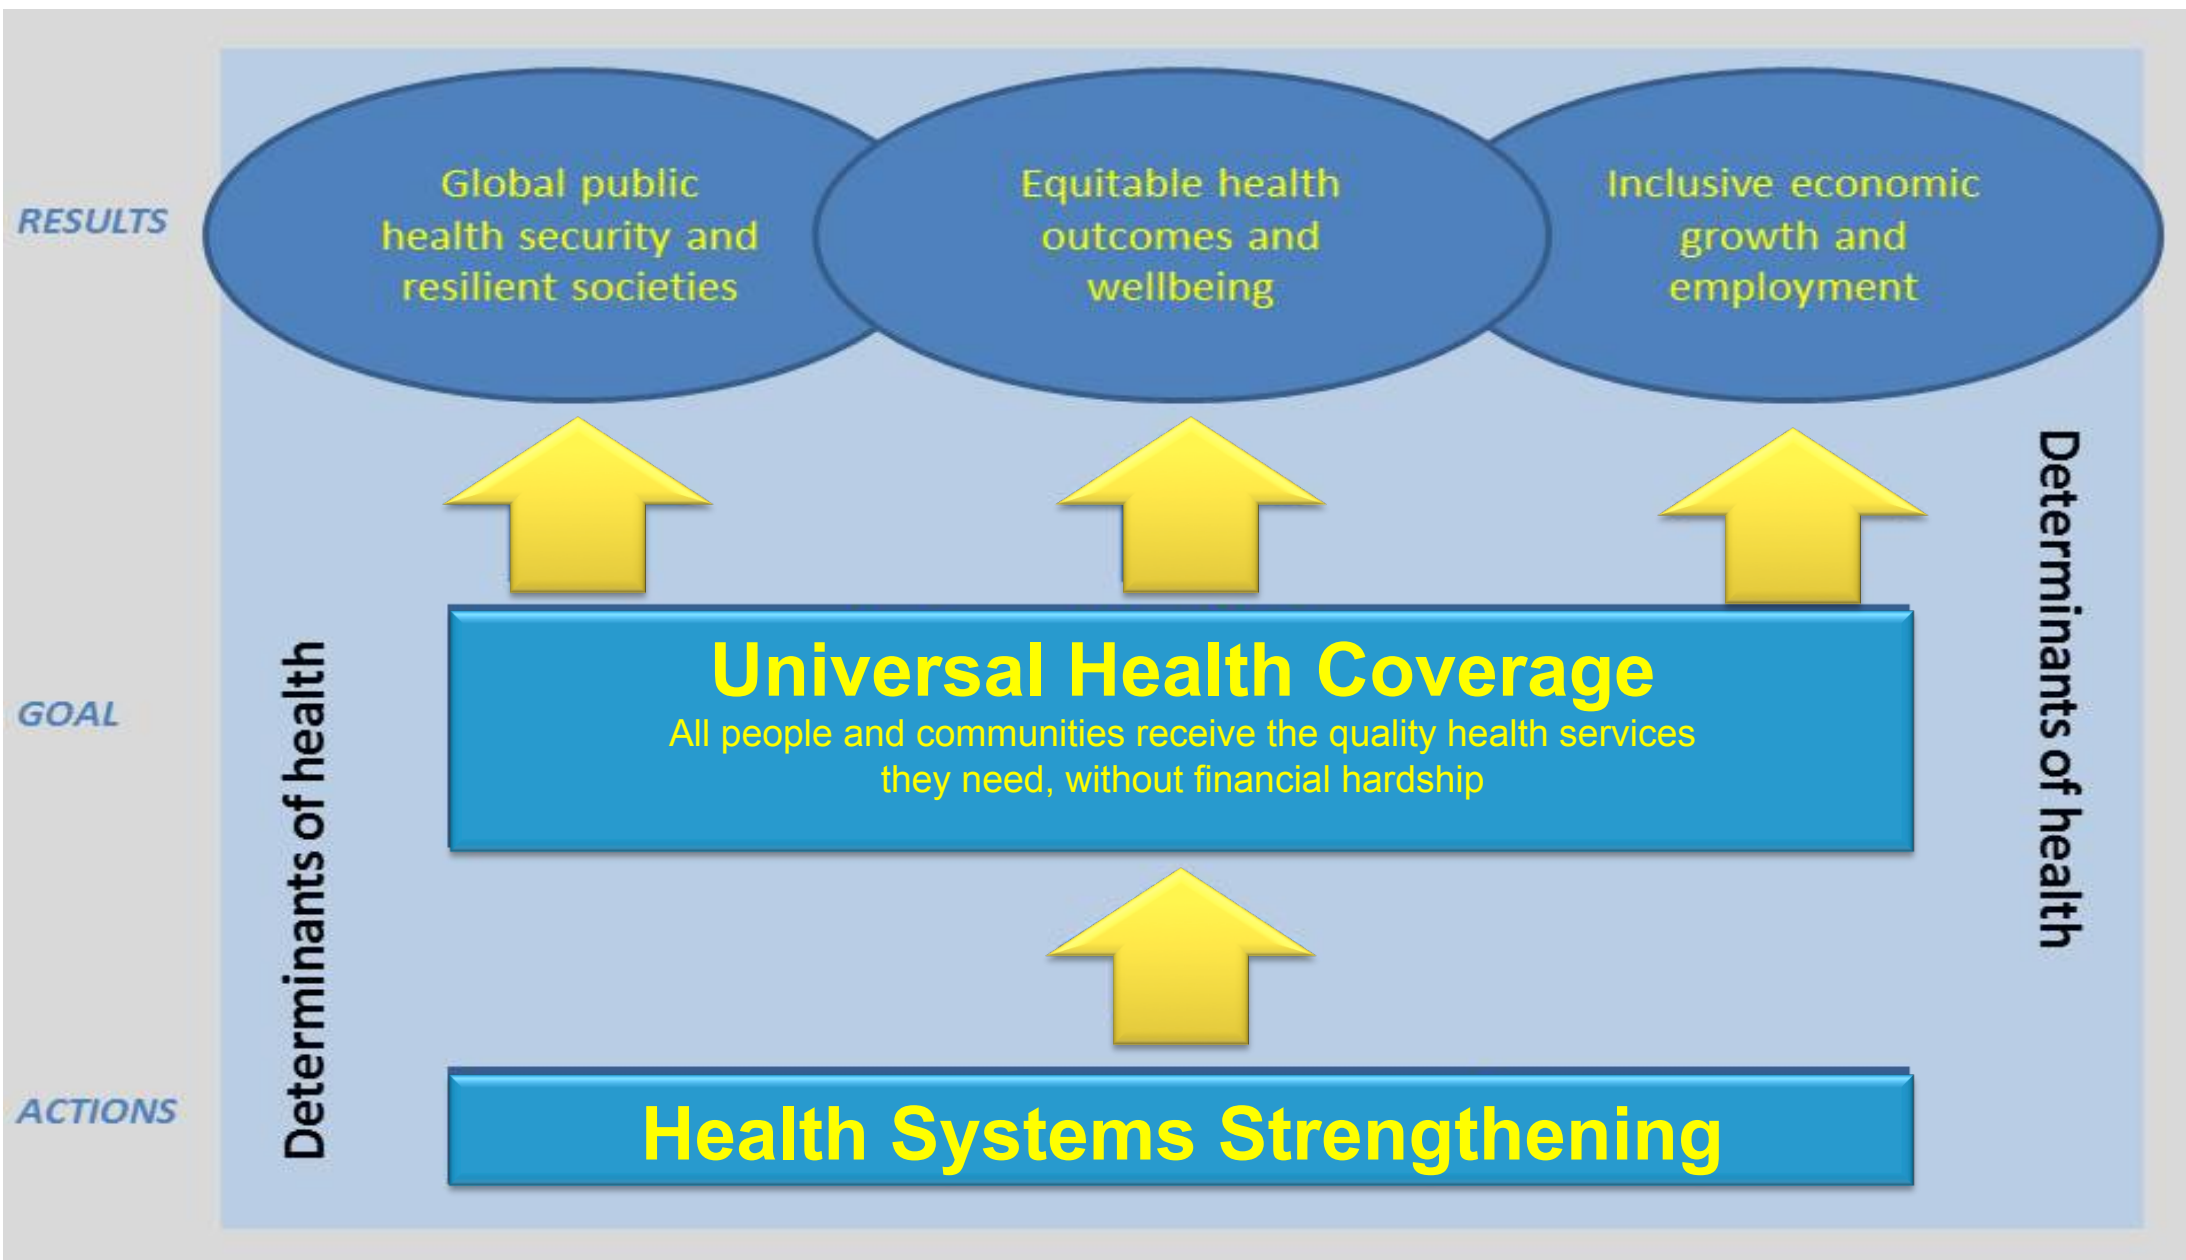 RESULTS
Global public
health security and
resilient societies
Equitable health
outcomes and
wellbeing
Inclusive economic
growth and
employment
GOAL
Determinants of health
Universal Health Coverage
All people and communities receive the quality health services
they need, without financial hardship
Determinants of health
ACTIONS
Health Systems Strengthening